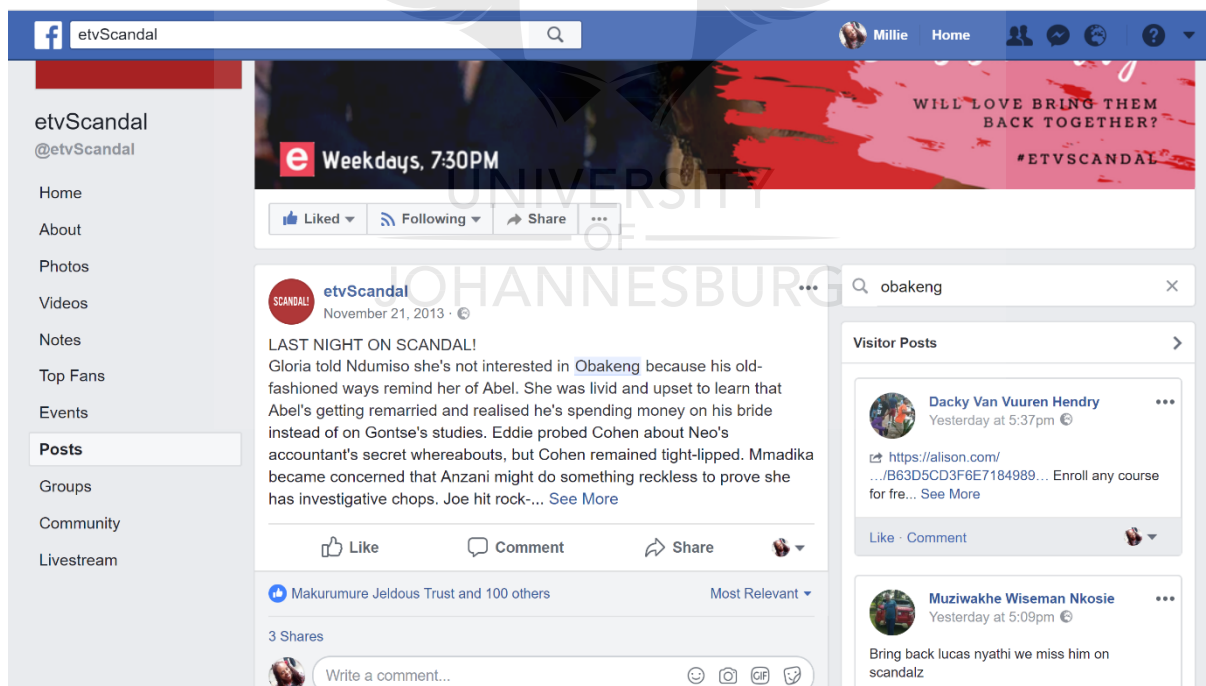 etvScandal
Millie
Home
etvScandal
@etvScandal
Home
About
Photos
Videos
Notes
Top Fans
Events
Posts
Groups
Community
Livestream
WILL LOVE BRING THEM
BACK TOGETHER?
#ETVSCANDAL
e Weekdays, 7:30PM
UNIVERSITY
OF
JOHANNESBURG
Liked
Following
Share
SCANDAL!
etvScandal
November 21, 2013
LAST NIGHT ON SCANDAL!
Gloria told Ndumiso she's not interested in Obakeng because his old-
fashioned ways remind her of Abel. She was livid and upset to learn that
Abel's getting remarried and realised he's spending money on his bride
instead of on Gontse's studies. Eddie probed Cohen about Neo's
accountant's secret whereabouts, but Cohen remained tight-lipped. Mmadika
became concerned that Anzani might do something reckless to prove she
has investigative chops. Joe hit rock-... See More
Like
Comment
Share
Makurumure Jeldous Trust and 100 others
Most Relevant
3 Shares
Write a comment...
GIF
obakeng
Visitor Posts
Dacky Van Vuuren Hendry
Yesterday at 5:37pm
https://alison.com/
…/B63D5CD3F6E7184989… Enroll any course
for fre... See More
Like · Comment
Muziwakhe Wiseman Nkosie
Yesterday at 5:09pm
Bring back lucas nyathi we miss him on
scandalz